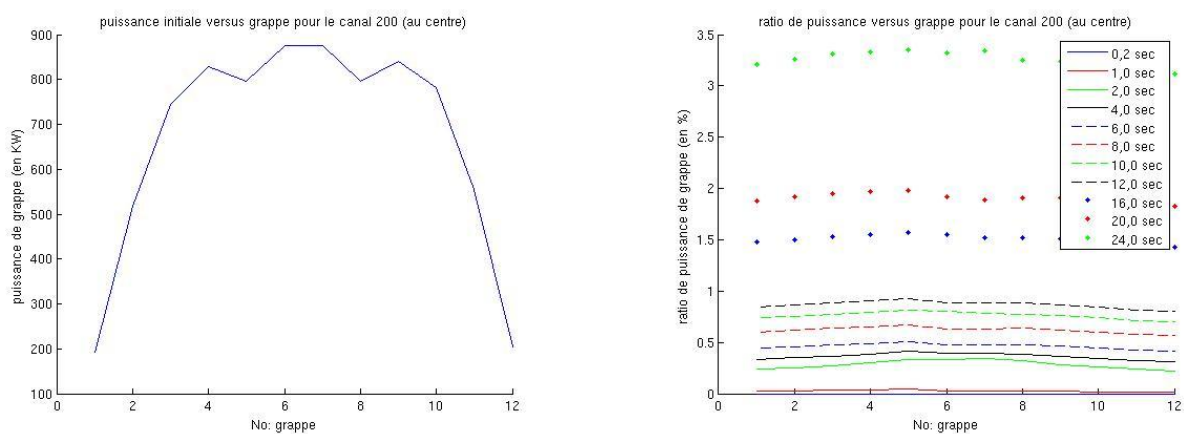 puissance initiale versus grappe pour le canal 200 (au centre)
900
800
700
600
500
400
300
200
100
0
2
4
6
8
10
12
puissance de grappe (en KW)
No: grappe
ratio de puissance versus grappe pour le canal 200 (au centre)
3.5
3
2.5
2
1.5
1
0.5
0
0
2
4
6
8
10
12
ratio de puissance de grappe (en %)
No: grappe
0,2 sec
1,0 sec
2,0 sec
4,0 sec
6,0 sec
8,0 sec
10,0 sec
12,0 sec
16,0 sec
20,0 sec
24,0 sec